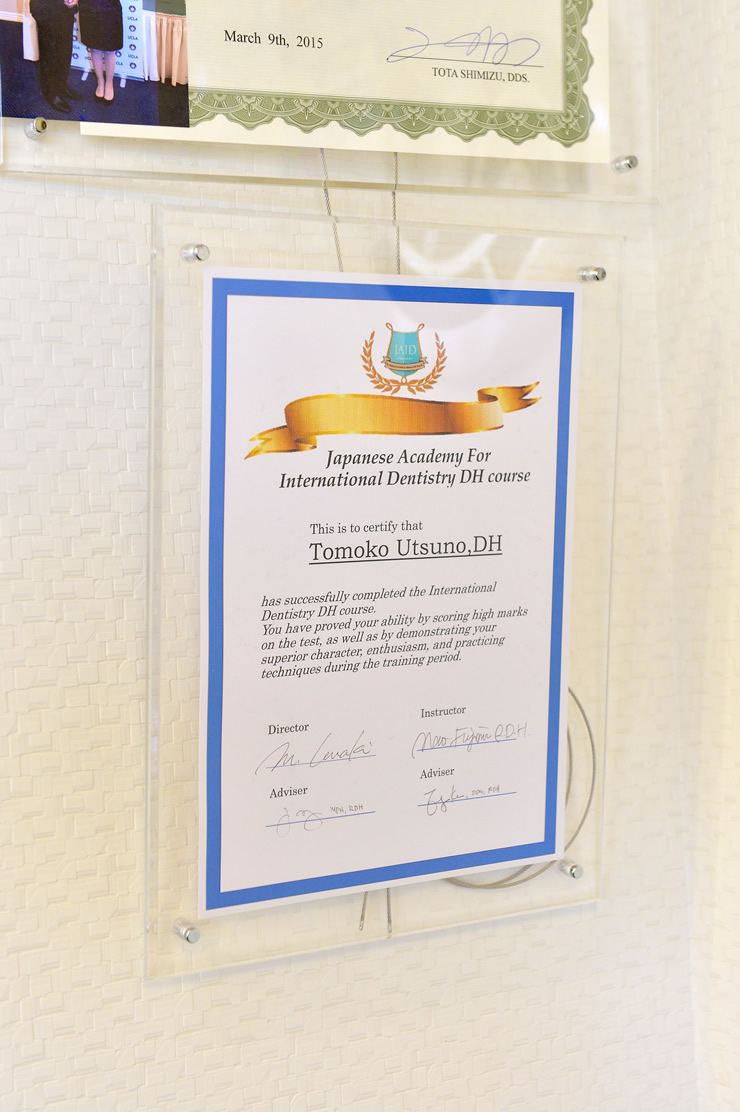 UCLA
UCLA
March 9th, 2015
TOTA SHIMIZU, DDS.
JAID
Japanese Academy For
International Dentistry DH course
This is to certify that
Tomoko Utsuno,DH
has successfully completed the International
Dentistry DH course.
You have proved your ability by scoring high marks
on the test, as well as by demonstrating your
superior character, enthusiasm, and practicing
techniques during the training period.
Director
Instructor
R.D.H
Adviser
Adviser
RDH